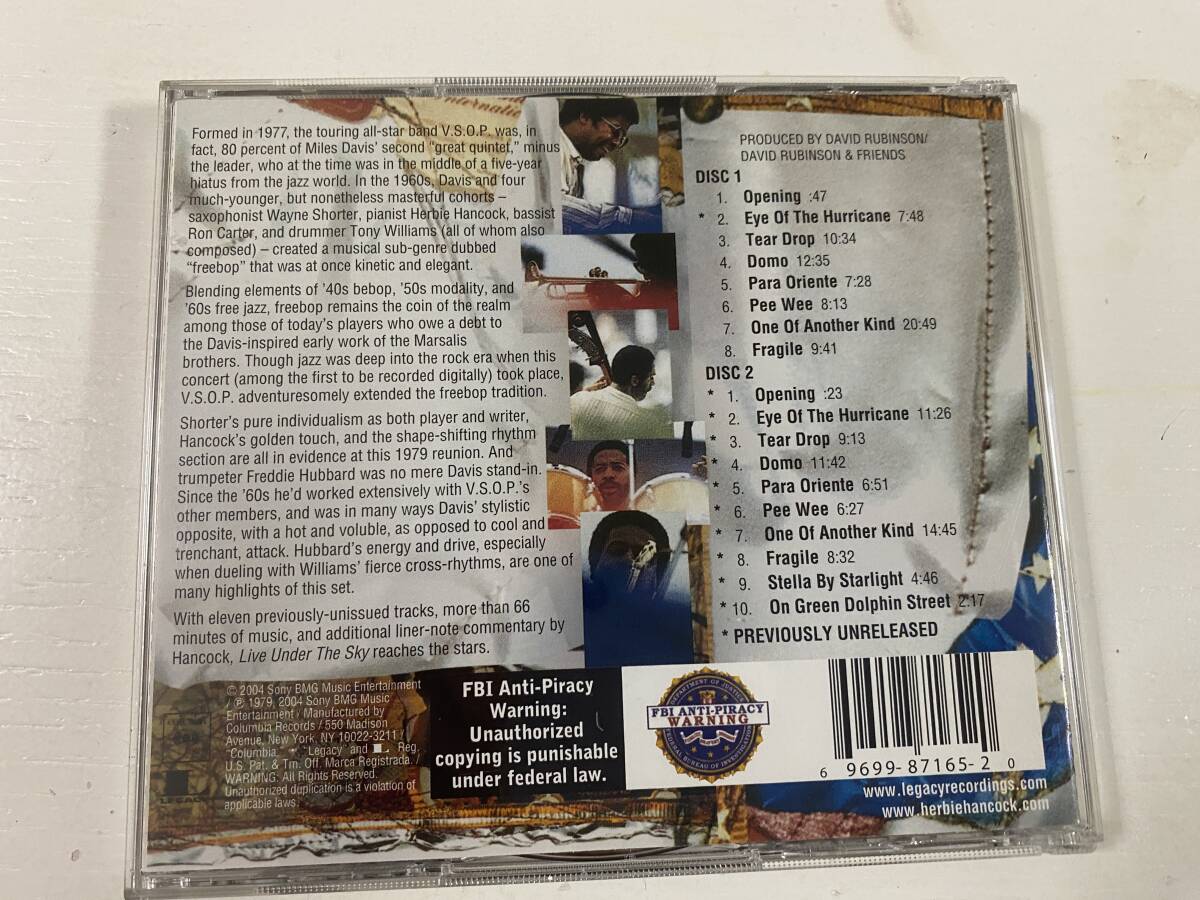 International
Formed in 1977, the touring all-star band V.S.O.P. was, in
fact, 80 percent of Miles Davis' second "great quintet," minus
the leader, who at the time was in the middle of a five-year
hiatus from the jazz world. In the 1960s, Davis and four
much-younger, but nonetheless masterful cohorts –
saxophonist Wayne Shorter, pianist Herbie Hancock, bassist
Ron Carter, and drummer Tony Williams (all of whom also
composed) – created a musical sub-genre dubbed
"freebop" that was at once kinetic and elegant.
Blending elements of '40s bebop, '50s modality, and
'60s free jazz, freebop remains the coin of the realm
among those of today's players who owe a debt to
the Davis-inspired early work of the Marsalis
brothers. Though jazz was deep into the rock era when this
concert (among the first to be recorded digitally) took place,
V.S.O.P. adventuresomely extended the freebop tradition.
Shorter's pure individualism as both player and writer,
Hancock's golden touch, and the shape-shifting rhythm
section are all in evidence at this 1979 reunion. And
trumpeter Freddie Hubbard was no mere Davis stand-in.
Since the '60s he'd worked extensively with V.S.O.P.'s
other members, and was in many ways Davis' stylistic
opposite, with a hot and voluble, as opposed to cool and
trenchant, attack. Hubbard's energy and drive, especially
when dueling with Williams' fierce cross-rhythms, are one of
many highlights of this set.
With eleven previously-unissued tracks, more than 66
minutes of music, and additional liner-note commentary by
Hancock, Live Under The Sky reaches the stars.
PRODUCED BY DAVID RUBINSON/
DAVID RUBINSON & FRIENDS
DISC 1
1. Opening :47
* 2. Eye Of The Hurricane 7:48
3. Tear Drop 10:34
4. Domo 12:35
5. Para Oriente 7:28
6. Pee Wee 8:13
7. One Of Another Kind 20:49
8. Fragile 9:41
DISC 2
* 1. Opening :23
* 2. Eye Of The Hurricane 11:26
* 3. Tear Drop 9:13
* 4. Domo 11:42
* 5. Para Oriente 6:51
* 6. Pee Wee 6:27
* 7. One Of Another Kind 14:45
* 8. Fragile 8:32
* 9. Stella By Starlight 4:46
* 10. On Green Dolphin Street 2:17
* PREVIOUSLY UNRELEASED
© 2004 Sony BMG Music Entertainment
/ ℗ 1979, 2004 Sony BMG Music
Entertainment / Manufactured by
Columbia Records / 550 Madison
Avenue, New York, NY 10022-3211 /
"Columbia," "Legacy" and Reg.
U.S. Pat. & Tm. Off. Marca Registrada. /
WARNING: All Rights Reserved.
Unauthorized duplication is a violation of
applicable laws.
LEGACY
FBI Anti-Piracy
Warning:
Unauthorized
copying is punishable
under federal law.
DEPARTMENT OF JUSTICE
FBI ANTI-PIRACY
WARNING
FEDERAL BUREAU OF INVESTIGATION
6 9699-87165-2 0
www.legacyrecordings.com
www.herbiehancock.com